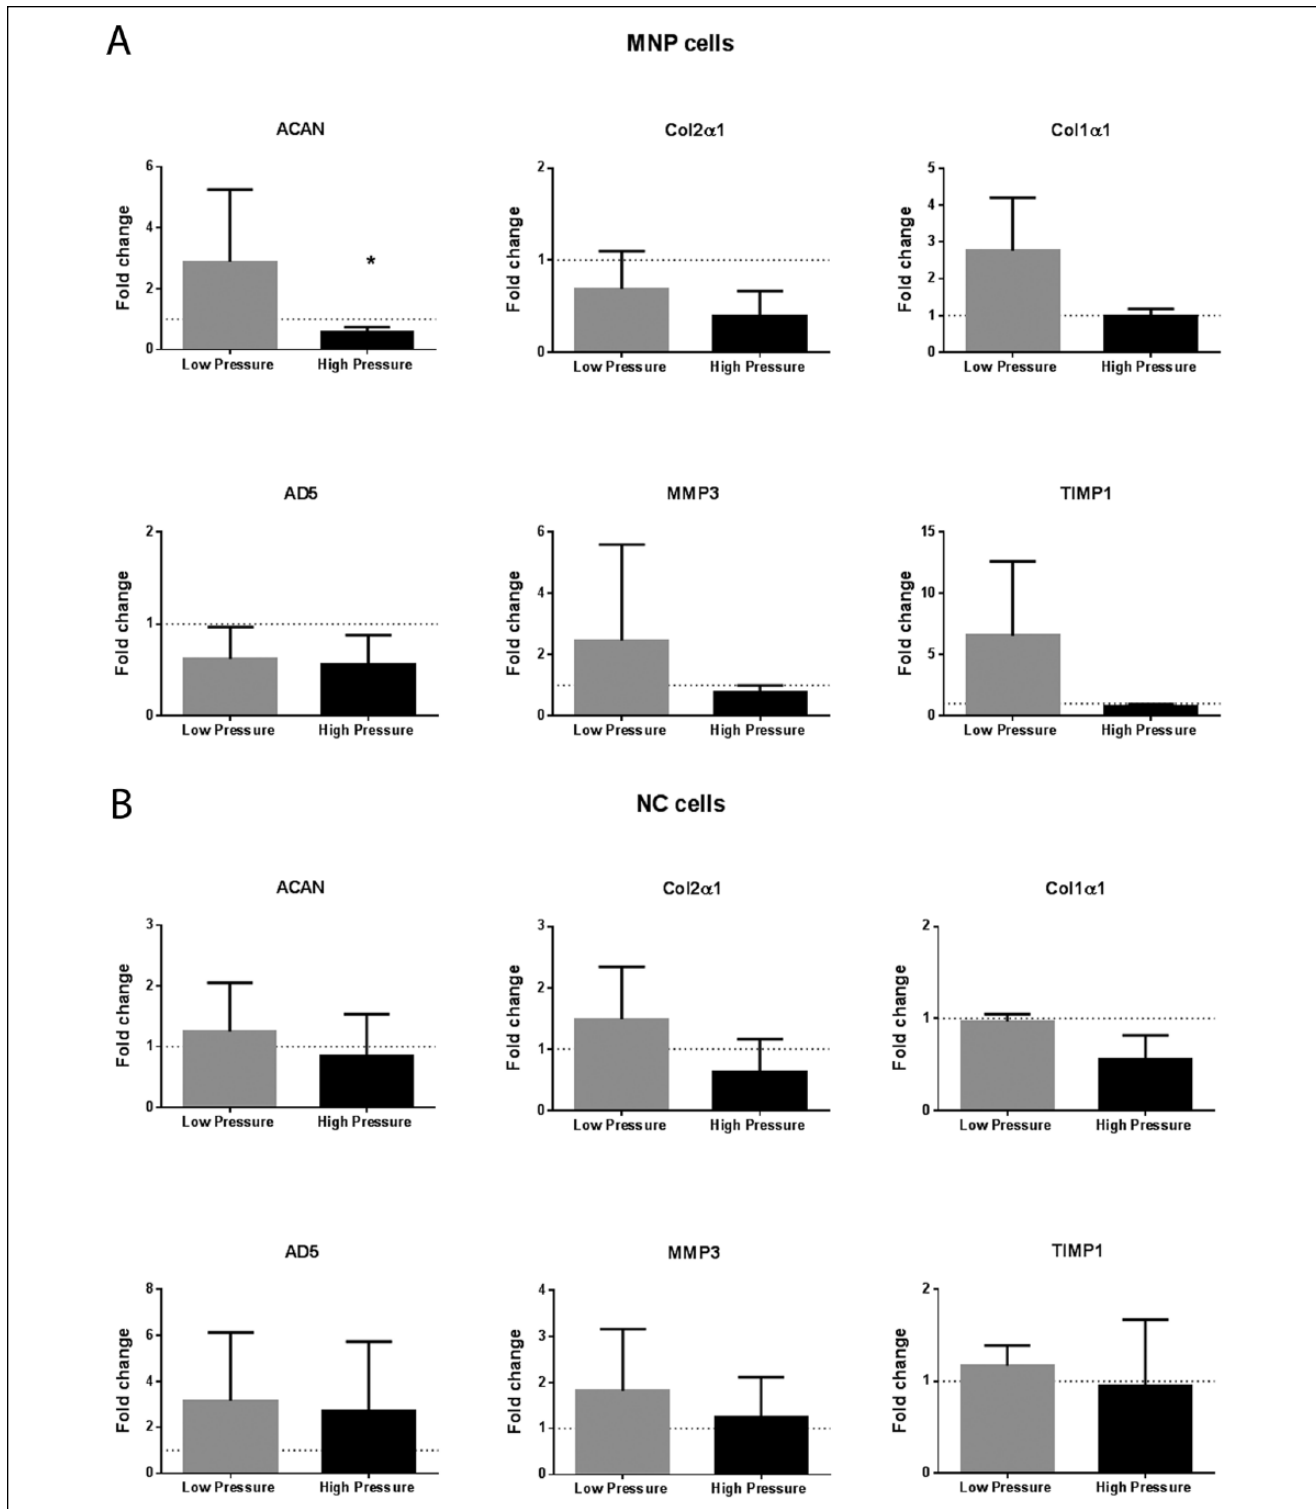 A
MNP cells
ACAN
Fold change
6
4
2
0
*
Low Pressure
High Pressure
Col2α1
Fold change
2
1
0
Low Pressure
High Pressure
Col1α1
Fold change
5
4
3
2
1
0
Low Pressure
High Pressure
AD5
Fold change
2
1
0
Low Pressure
High Pressure
MMP3
Fold change
6
4
2
0
Low Pressure
High Pressure
TIMP1
Fold change
15
10
5
0
Low Pressure
High Pressure
B
NC cells
ACAN
Fold change
3
2
1
0
Low Pressure
High Pressure
Col2α1
Fold change
3
2
1
0
Low Pressure
High Pressure
Col1α1
Fold change
2
1
0
Low Pressure
High Pressure
AD5
Fold change
8
6
4
2
0
Low Pressure
High Pressure
MMP3
Fold change
4
3
2
1
0
Low Pressure
High Pressure
TIMP1
Fold change
2
1
0
Low Pressure
High Pressure